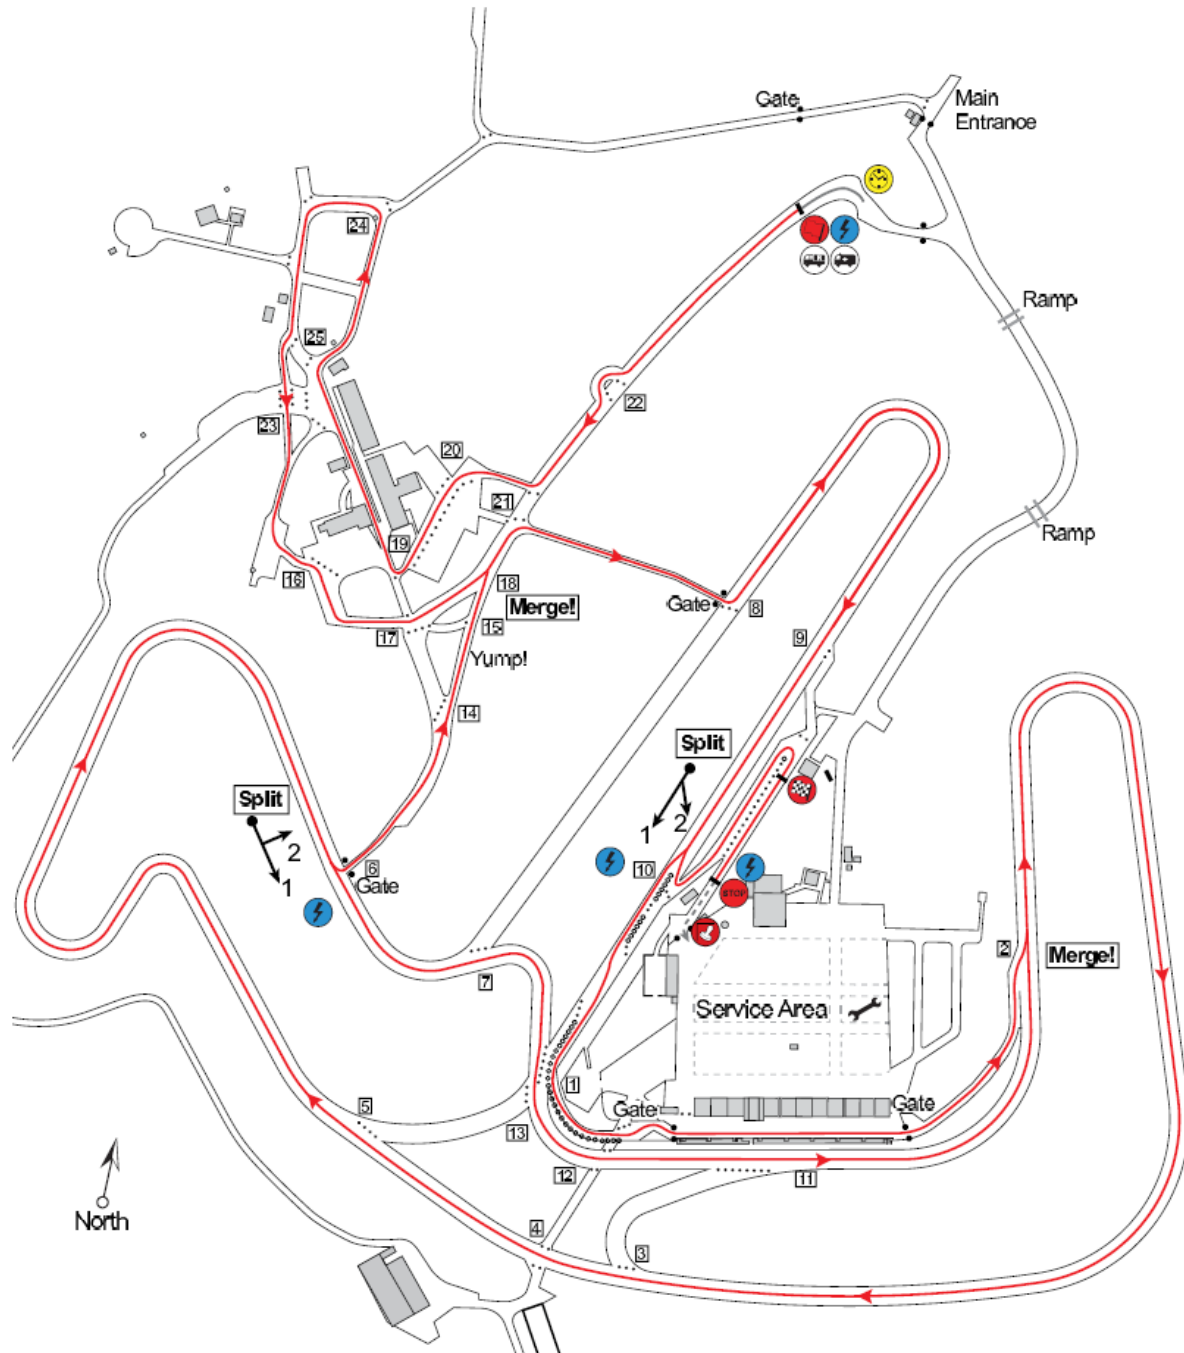 Gate
Main
Entrance
24
Ramp
25
22
23
20
21
19
Ramp
16
18
Merge!
Gate
8
17
15
9
Yump!
14
Split
Split
1
2
2
1
6
Gate
10
STOP
7
2
Merge!
Service Area
1
5
Gate
Gate
13
12
11
North
4
3